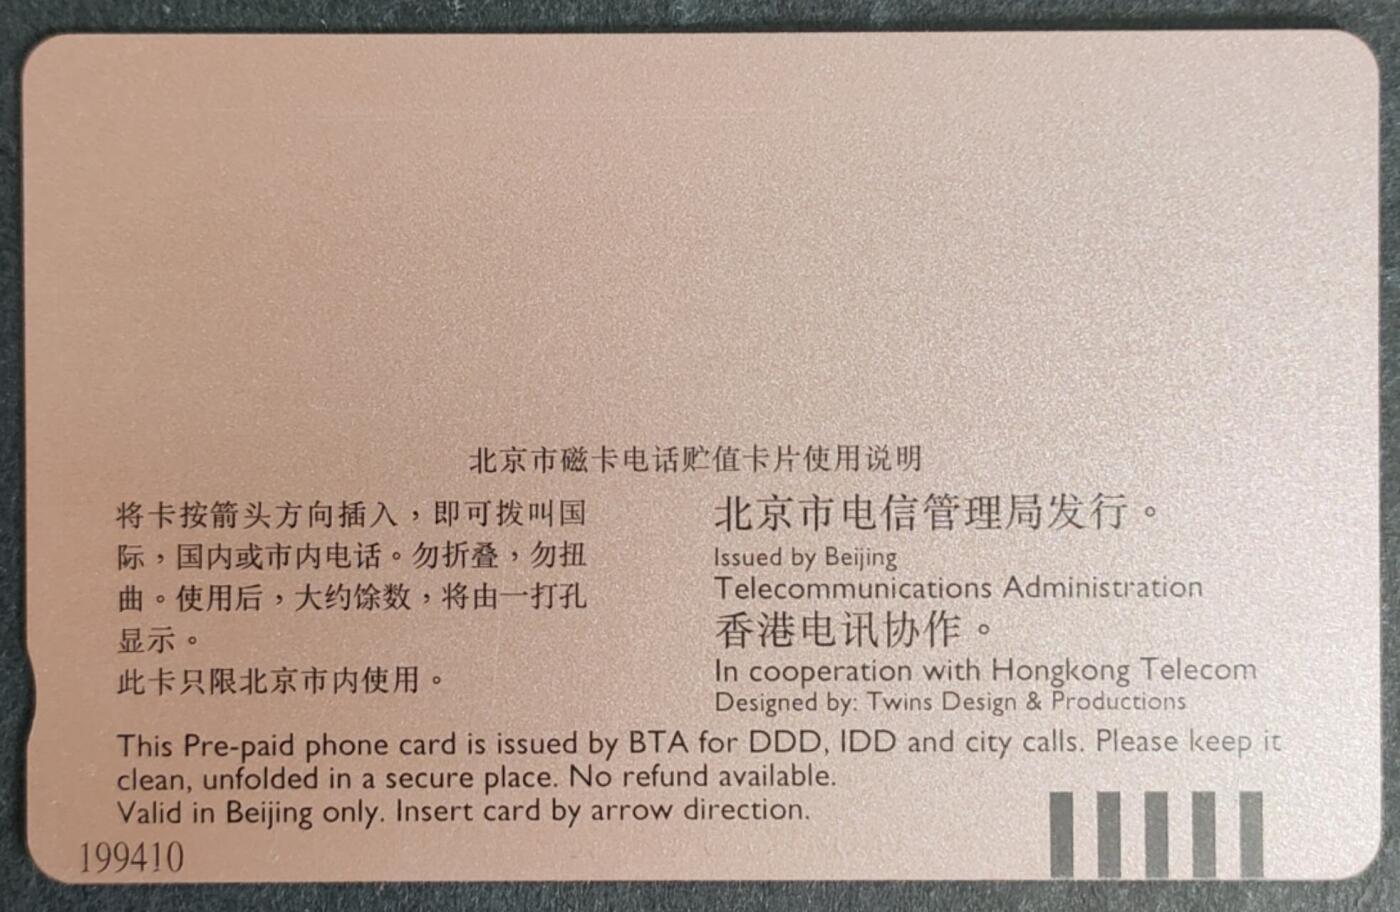 北京市磁卡电话贮值卡片使用说明
将卡按箭头方向插入，即可拨叫国
际，国内或市内电话。勿折叠，勿扭
曲。使用后，大约馀数，将由一打孔
显示。
此卡只限北京市内使用。
北京市电信管理局发行。
Issued by Beijing
Telecommunications Administration
香港电讯协作。
In cooperation with Hongkong Telecom
Designed by: Twins Design & Productions
This Pre-paid phone card is issued by BTA for DDD, IDD and city calls. Please keep it
clean, unfolded in a secure place. No refund available.
Valid in Beijing only. Insert card by arrow direction.
199410